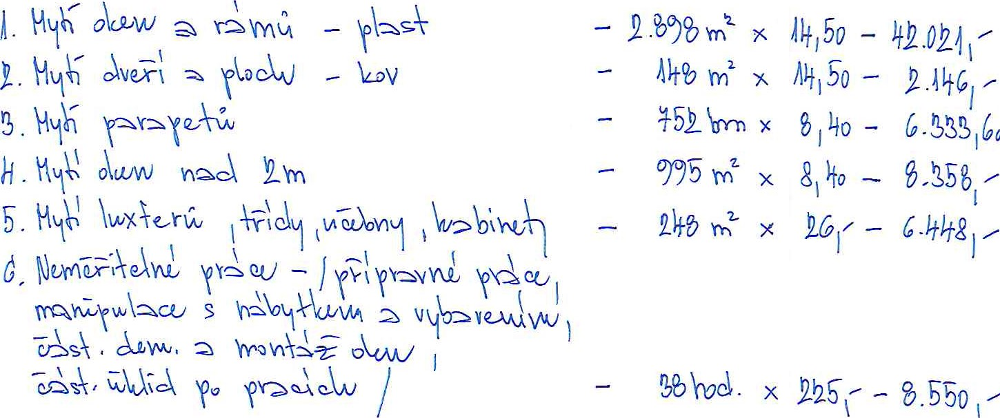 1. Mytí oken a rámů - plast - 2.898 m² × 14,50 - 42.021,-
2. Mytí dveří a ploch - kov - 148 m² × 14,50 - 2.146,-
3. Mytí parapetů - 752 bm × 8,40 - 6.333,60
4. Mytí oken nad 2m - 995 m² × 8,40 - 8.358,-
5. Mytí luxferů, třídy, učebny, kabinety - 248 m² × 26,- - 6.448,-
6. Neměřitelné práce - / přípravné práce,
manipulace s nábytkem a vybavením,
část. dem. a montáž oken,
část. úklid po pracích / - 38 hod. × 225,- - 8.550,-